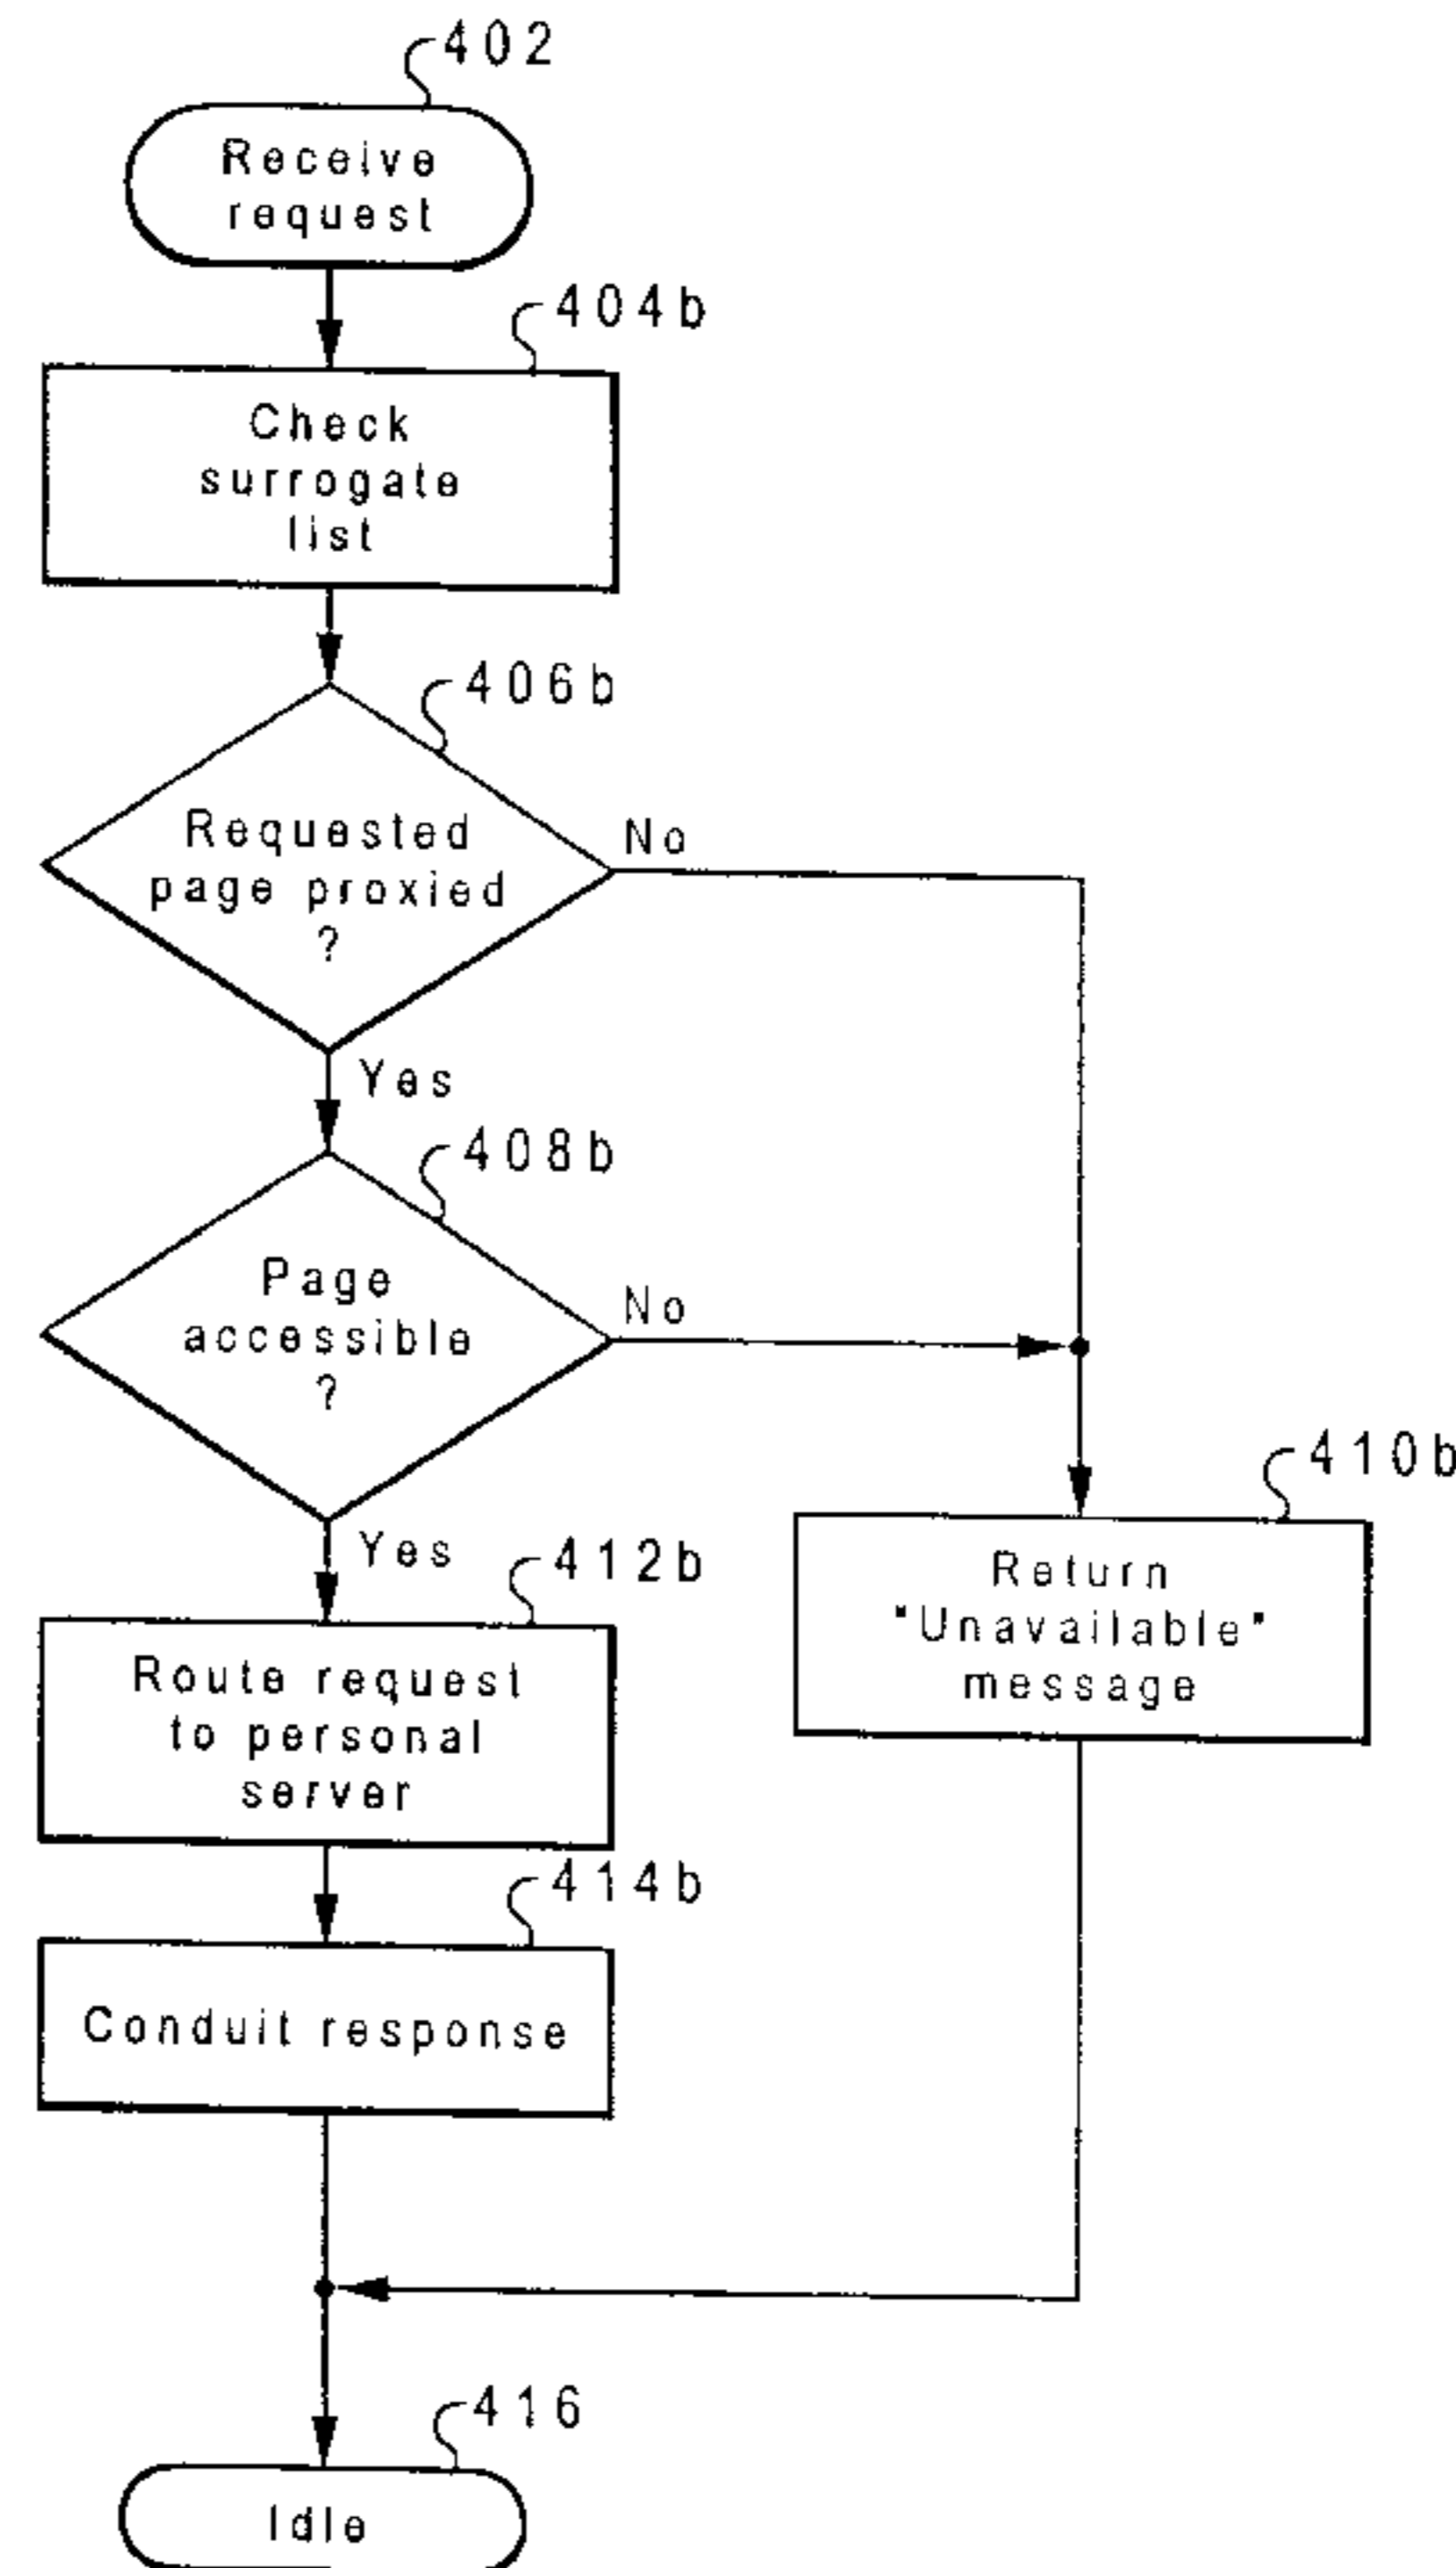 402
Receive
request
404b
Check
surrogate
list
406b
Requested
page proxied
?
No
Yes
408b
Page
accessible
?
No
Yes
410b
Return
"Unavailable"
message
412b
Route request
to personal
server
414b
Conduit response
416
Idle